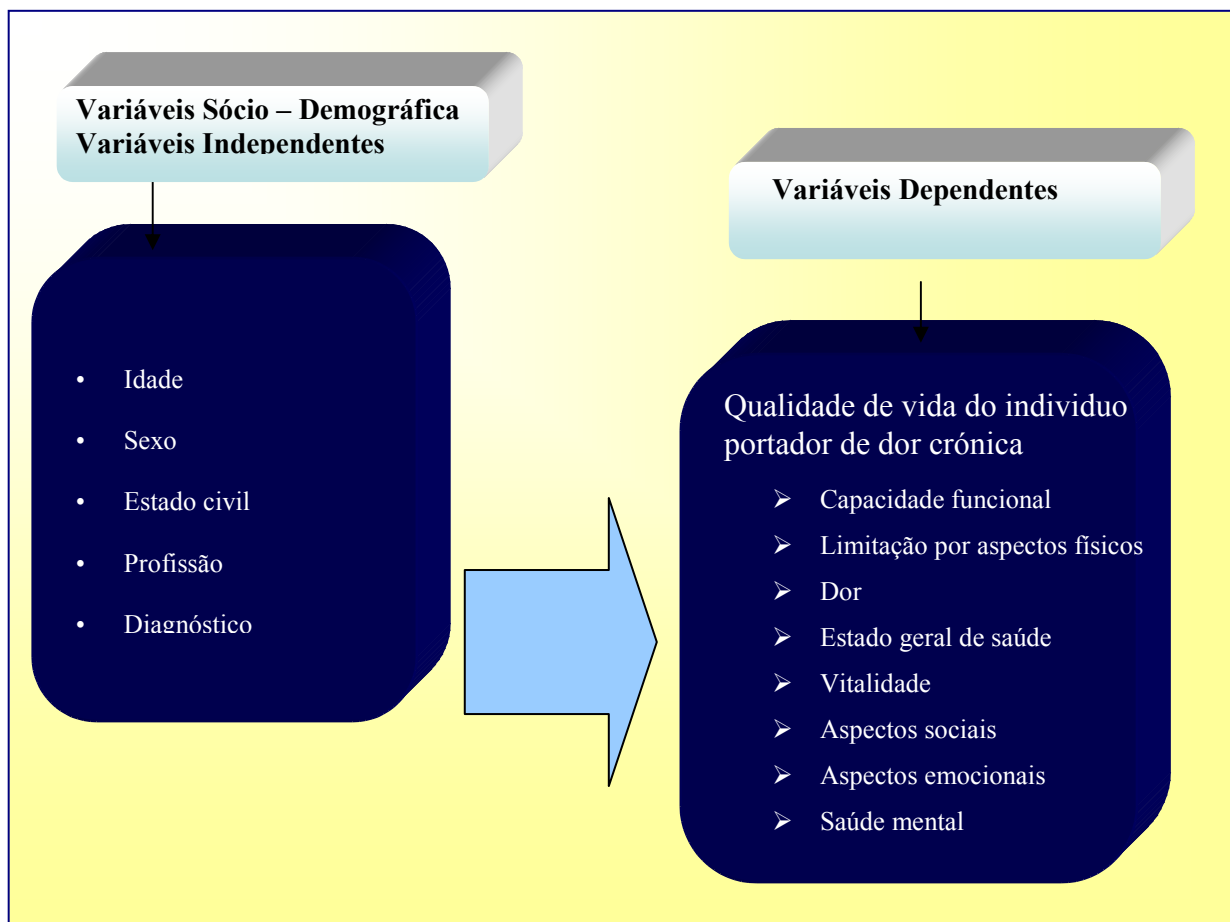 Variáveis Sócio – Demográfica
Variáveis Independentes
• Idade
• Sexo
• Estado civil
• Profissão
• Diagnóstico
Variáveis Dependentes
Qualidade de vida do individuo
portador de dor crónica
➢ Capacidade funcional
➢ Limitação por aspectos físicos
➢ Dor
➢ Estado geral de saúde
➢ Vitalidade
➢ Aspectos sociais
➢ Aspectos emocionais
➢ Saúde mental